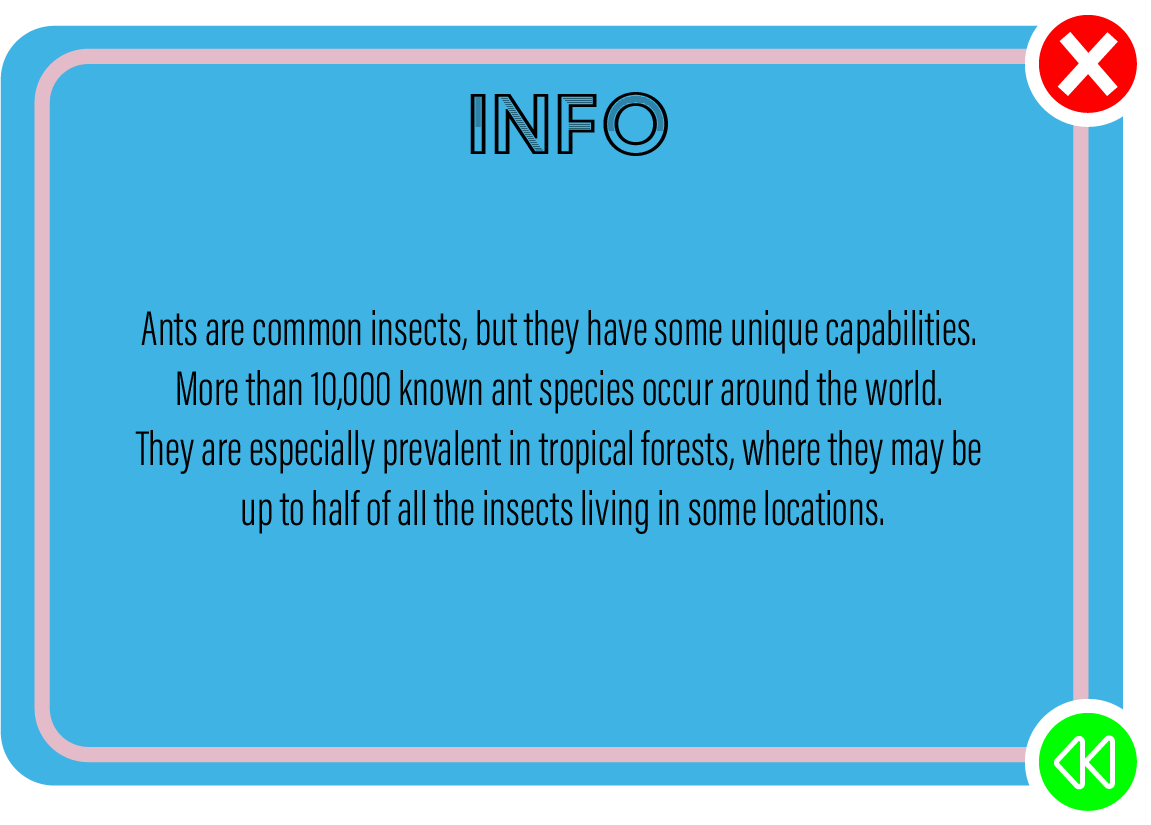 INFO
Ants are common insects, but they have some unique capabilities.
More than 10,000 known ant species occur around the world.
They are especially prevalent in tropical forests, where they may be
up to half of all the insects living in some locations.